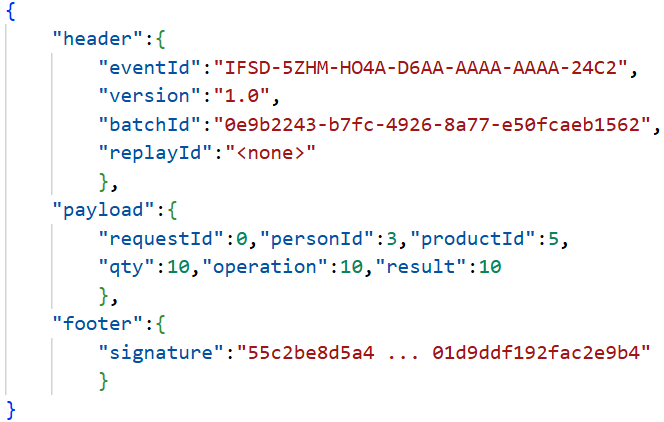 {
"header":{
"eventId":"IFSD-5ZHM-HO4A-D6AA-AAAA-AAAA-24C2",
"version":"1.0",
"batchId":"0e9b2243-b7fc-4926-8a77-e50fcaeb1562",
"replayId":"<none>"
},
"payload":{
"requestId":0,"personId":3,"productId":5,
"qty":10,"operation":10,"result":10
},
"footer":{
"signature":"55c2be8d5a4 ... 01d9ddf192fac2e9b4"
}
}